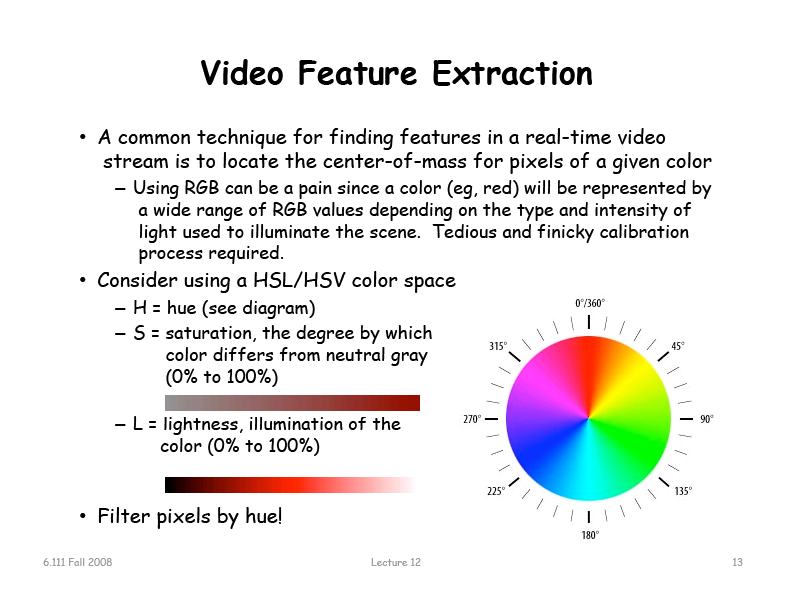 Video Feature Extraction
• A common technique for finding features in a real-time video
stream is to locate the center-of-mass for pixels of a given color
– Using RGB can be a pain since a color (eg, red) will be represented by
a wide range of RGB values depending on the type and intensity of
light used to illuminate the scene. Tedious and finicky calibration
process required.
• Consider using a HSL/HSV color space
– H = hue (see diagram)
– S = saturation, the degree by which
color differs from neutral gray
(0% to 100%)
– L = lightness, illumination of the
color (0% to 100%)
• Filter pixels by hue!
0°/360°
45°
90°
135°
180°
225°
270°
315°
6.111 Fall 2008
Lecture 12
13